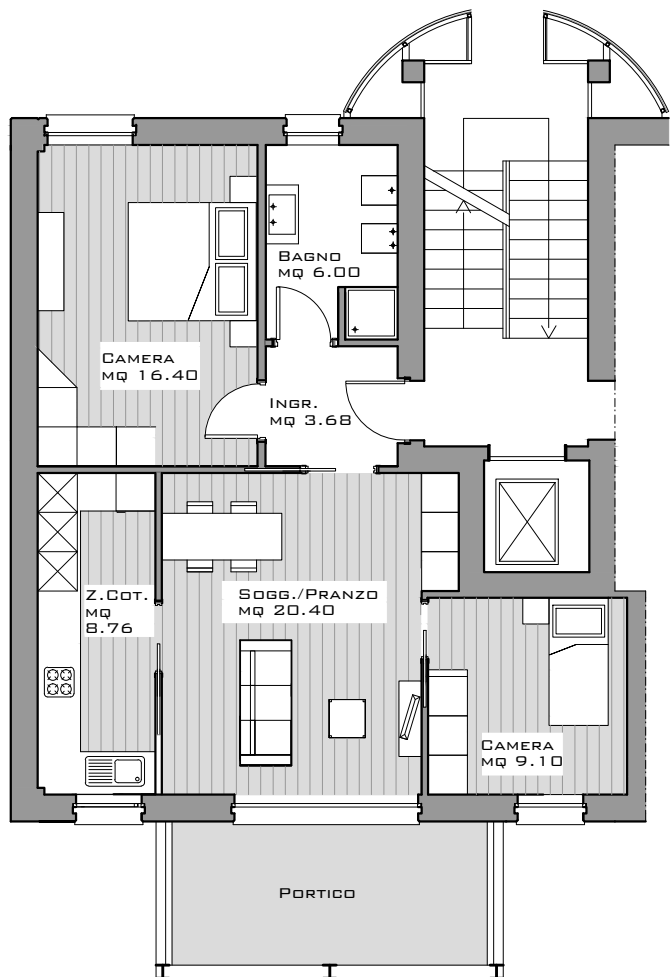 BAGNO
MQ 6.00
CAMERA
MQ 16.40
INGR.
MQ 3.68
Z.COT.
MQ
8.76
SOGG./PRANZO
MQ 20.40
CAMERA
MQ 9.10
PORTICO